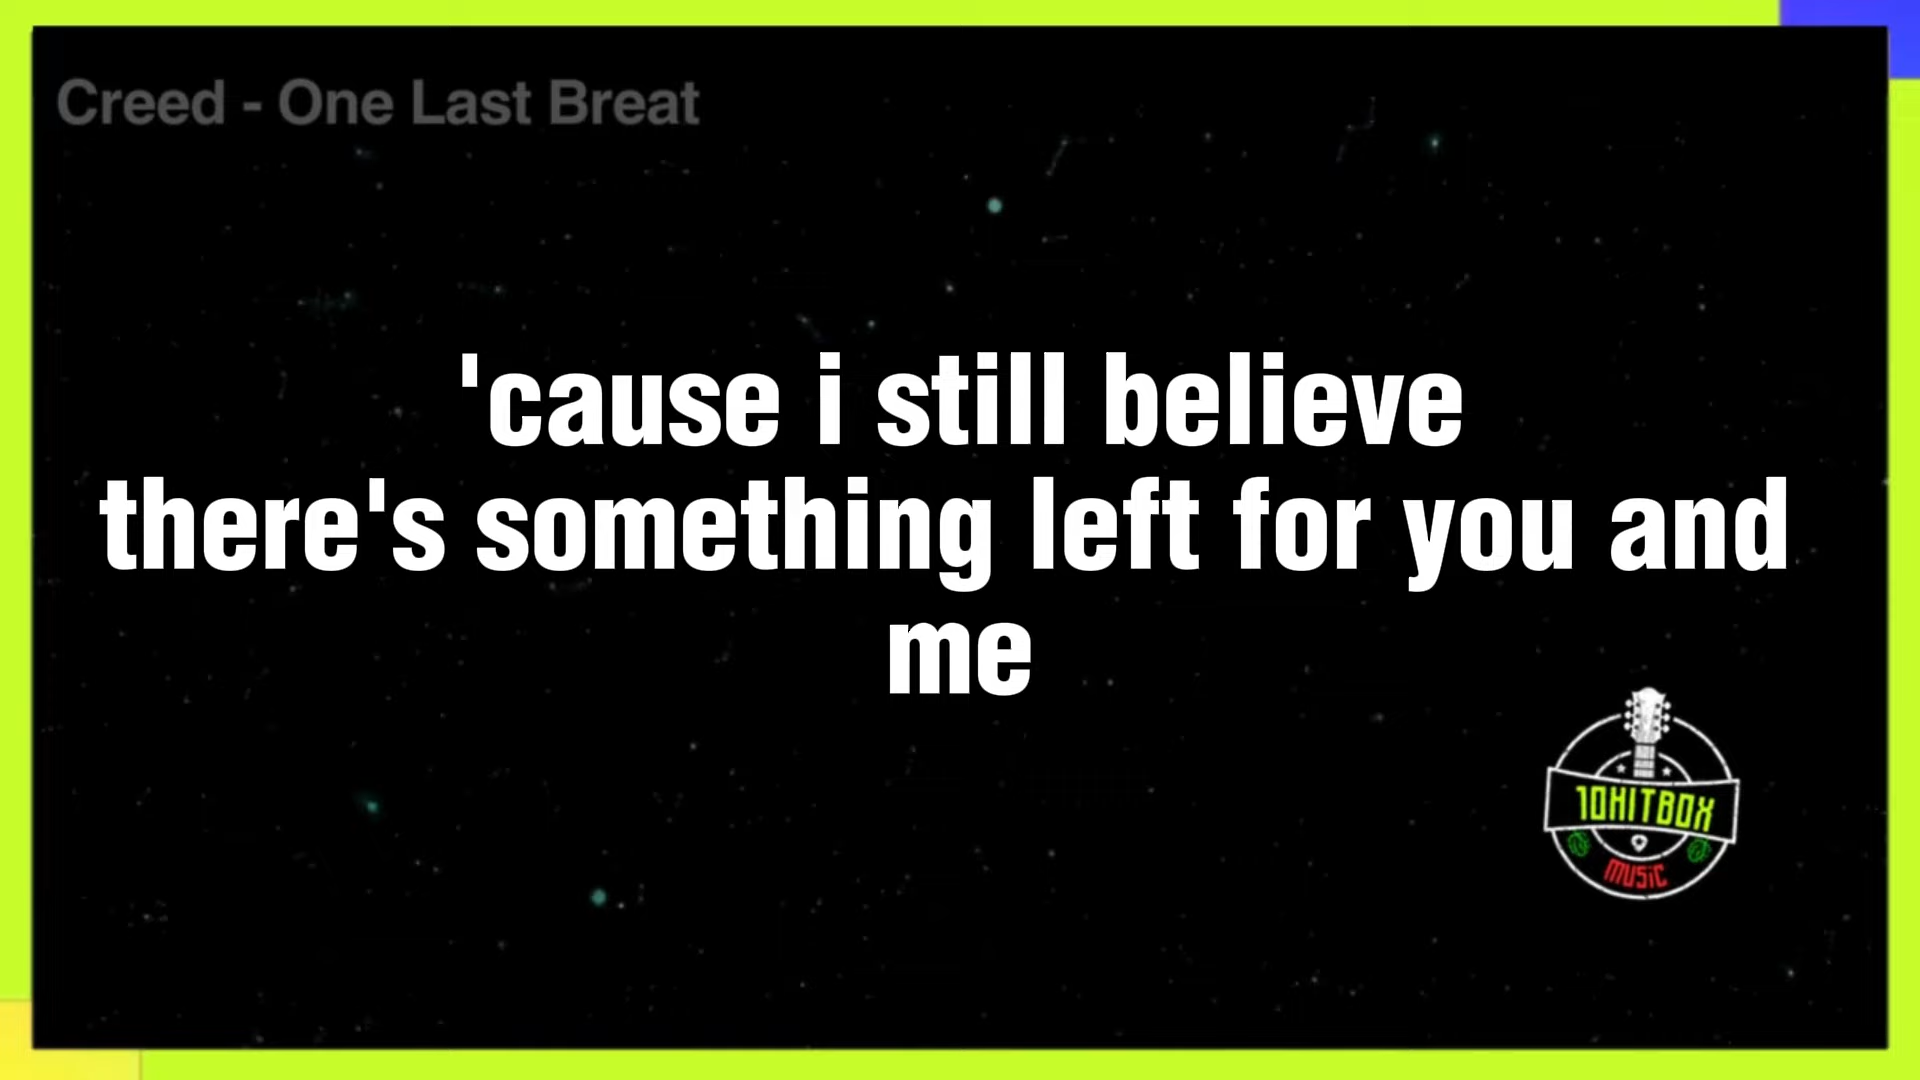 Creed - One Last Breat
'cause i still believe
there's something left for you and
me
10HITBOX
MUSIC